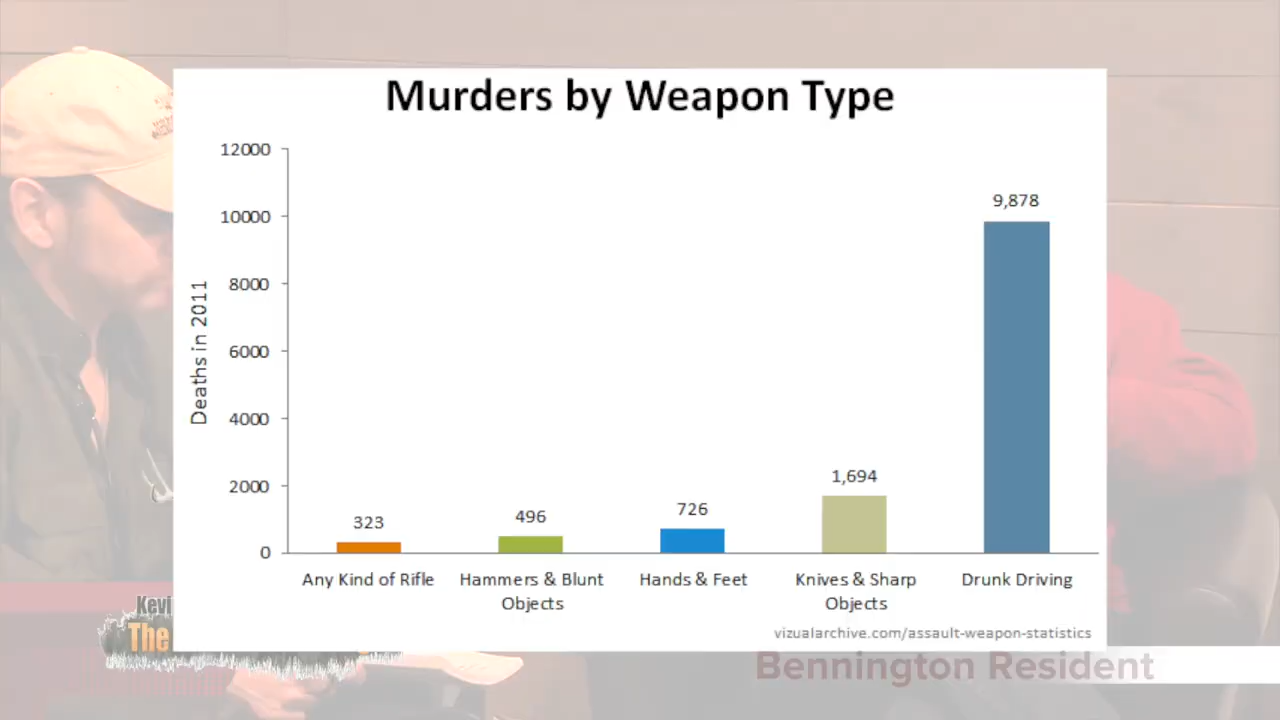 Murders by Weapon Type
12000
10000
8000
6000
4000
2000
0
Deaths in 2011
323
496
726
1,694
9,878
Any Kind of Rifle
Hammers & Blunt
Objects
Hands & Feet
Knives & Sharp
Objects
Drunk Driving
vizualarchive.com/assault-weapon-statistics
Kevi
The
Bennington Resident